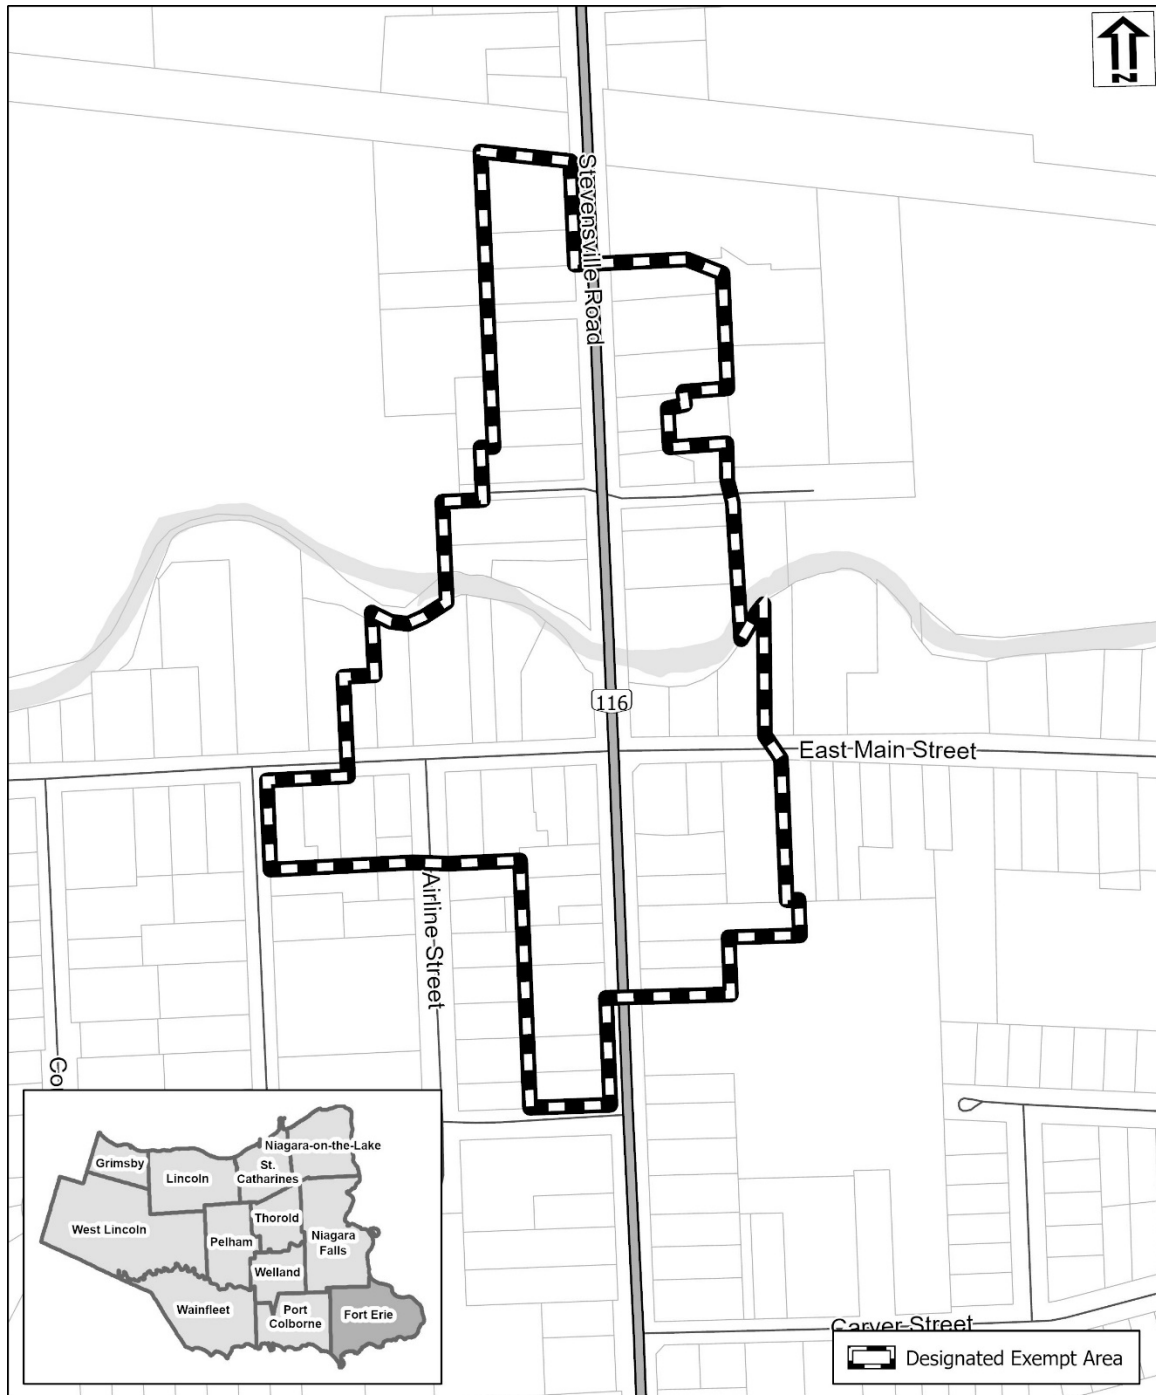 N
Stevensville Road
116
East Main Street
Airline Street
Carver Street
Niagara-on-the-Lake
Grimsby
St.
Catharines
Lincoln
West Lincoln
Thorold
Pelham
Niagara
Falls
Welland
Wainfleet
Port
Colborne
Fort Erie
Designated Exempt Area